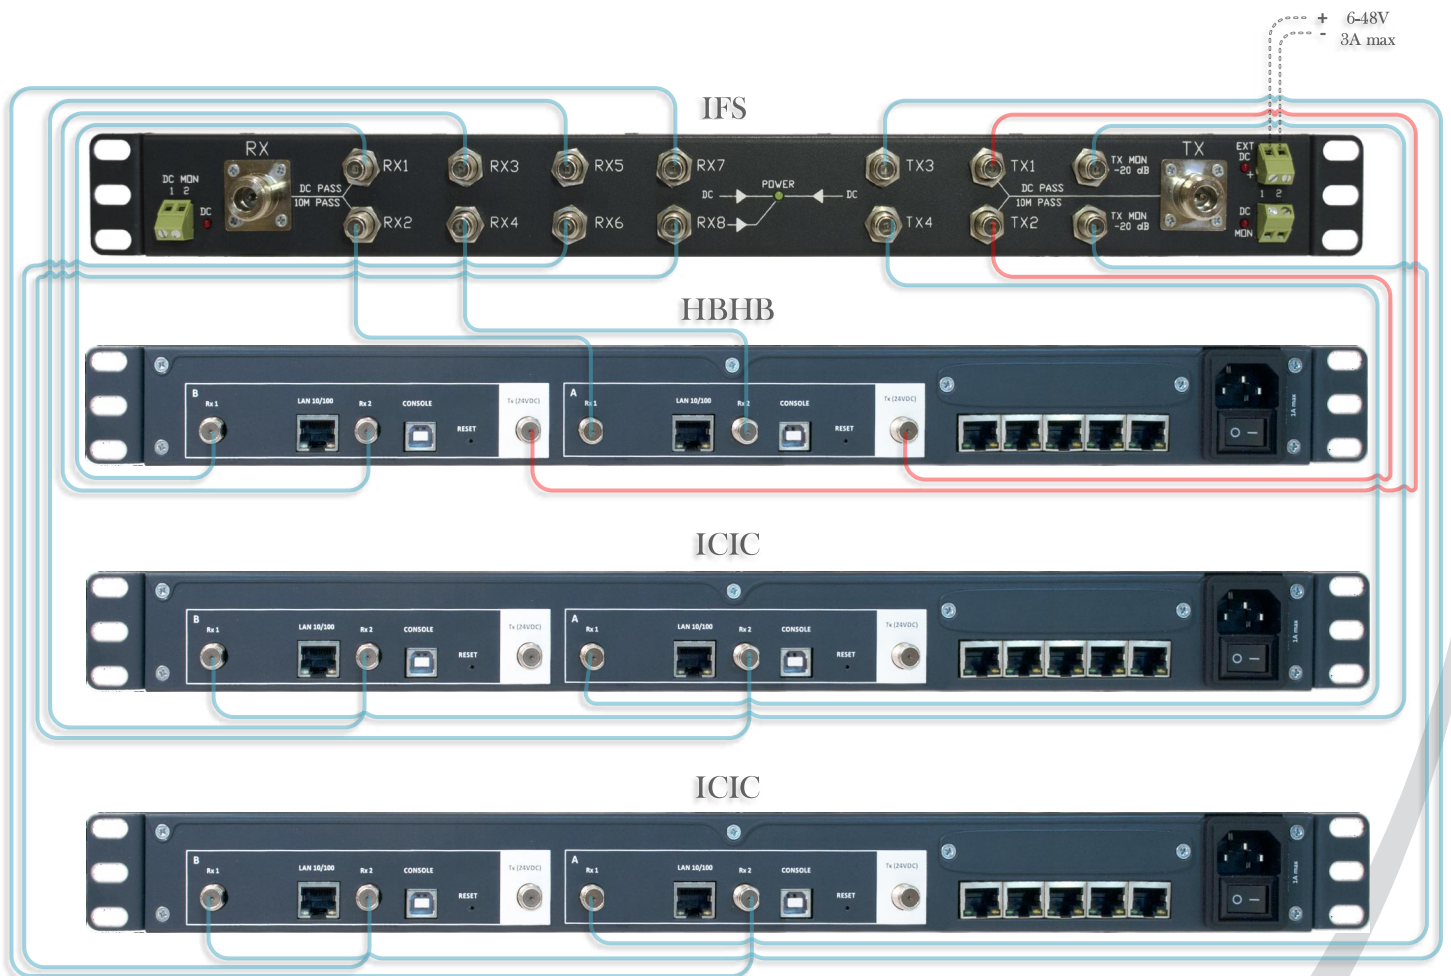 + 6-48V
- 3A max
IFS
RX
TX
DC MON
1 2
DC
DC PASS
10M PASS
RX1
RX3
RX5
RX7
RX2
RX4
RX6
RX8
DC
POWER
DC
TX3
TX1
TX MON
-20 dB
TX4
TX2
TX MON
-20 dB
DC PASS
10M PASS
EXT
DC
+
1 2
DC
MON
HBHB
B
Rx 1
LAN 10/100
Rx 2
CONSOLE
RESET
Tx (24VDC)
A
Rx 1
LAN 10/100
Rx 2
CONSOLE
RESET
Tx (24VDC)
O —
1A max
ICIC
B
Rx 1
LAN 10/100
Rx 2
CONSOLE
RESET
Tx (24VDC)
A
Rx 1
LAN 10/100
Rx 2
CONSOLE
RESET
Tx (24VDC)
O —
1A max
ICIC
B
Rx 1
LAN 10/100
Rx 2
CONSOLE
RESET
Tx (24VDC)
A
Rx 1
LAN 10/100
Rx 2
CONSOLE
RESET
Tx (24VDC)
O —
1A max